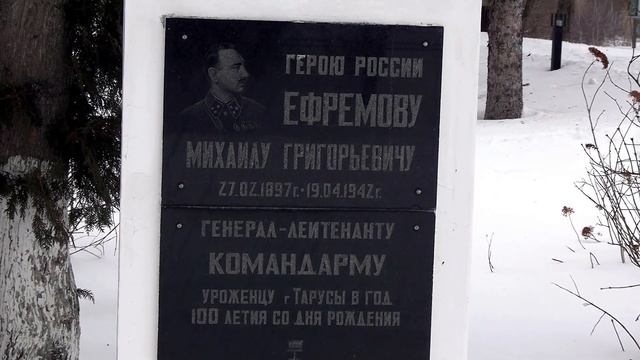 ГЕРОЮ РОССИИ
ЕФРЕМОВУ
МИХАИЛУ ГРИГОРЬЕВИЧУ
27.02.1897г.-19.04.1942г.
ГЕНЕРАЛ-ЛЕЙТЕНАНТУ
КОМАНДАРМУ
УРОЖЕНЦУ г ТАРУСЫ В ГОД
100 ЛЕТИЯ СО ДНЯ РОЖДЕНИЯ